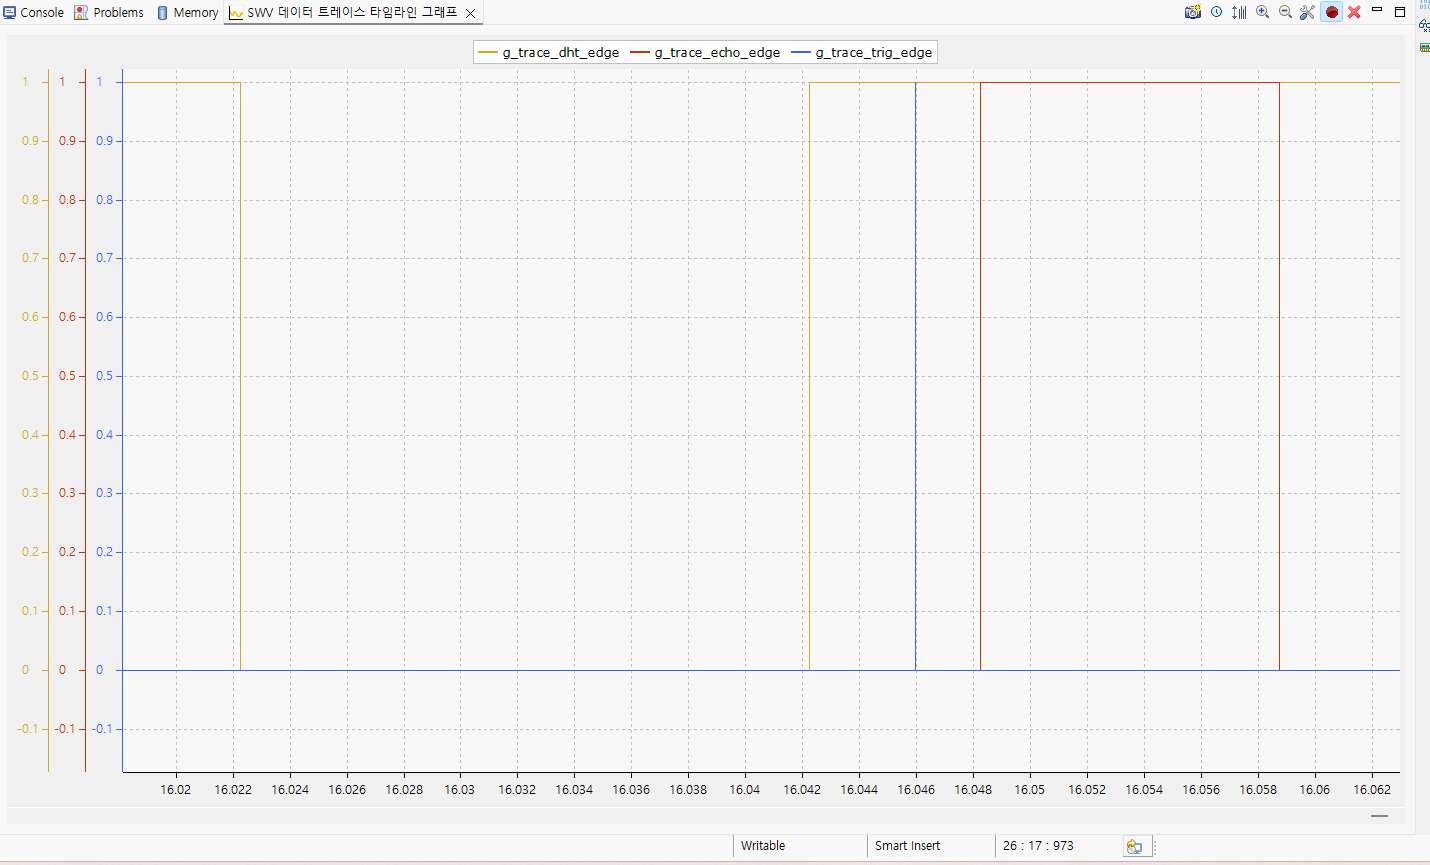 Console Problems Memory SWV 데이터 트레이스 타임라인 그래프
g_trace_dht_edge g_trace_echo_edge g_trace_trig_edge
1 1 1
0.9 0.9 0.9
0.8 0.8 0.8
0.7 0.7 0.7
0.6 0.6 0.6
0.5 0.5 0.5
0.4 0.4 0.4
0.3 0.3 0.3
0.2 0.2 0.2
0.1 0.1 0.1
0 0 0
-0.1 -0.1 -0.1
16.02 16.022 16.024 16.026 16.028 16.03 16.032 16.034 16.036 16.038 16.04 16.042 16.044 16.046 16.048 16.05 16.052 16.054 16.056 16.058 16.06 16.062
Writable Smart Insert 26 : 17 : 973